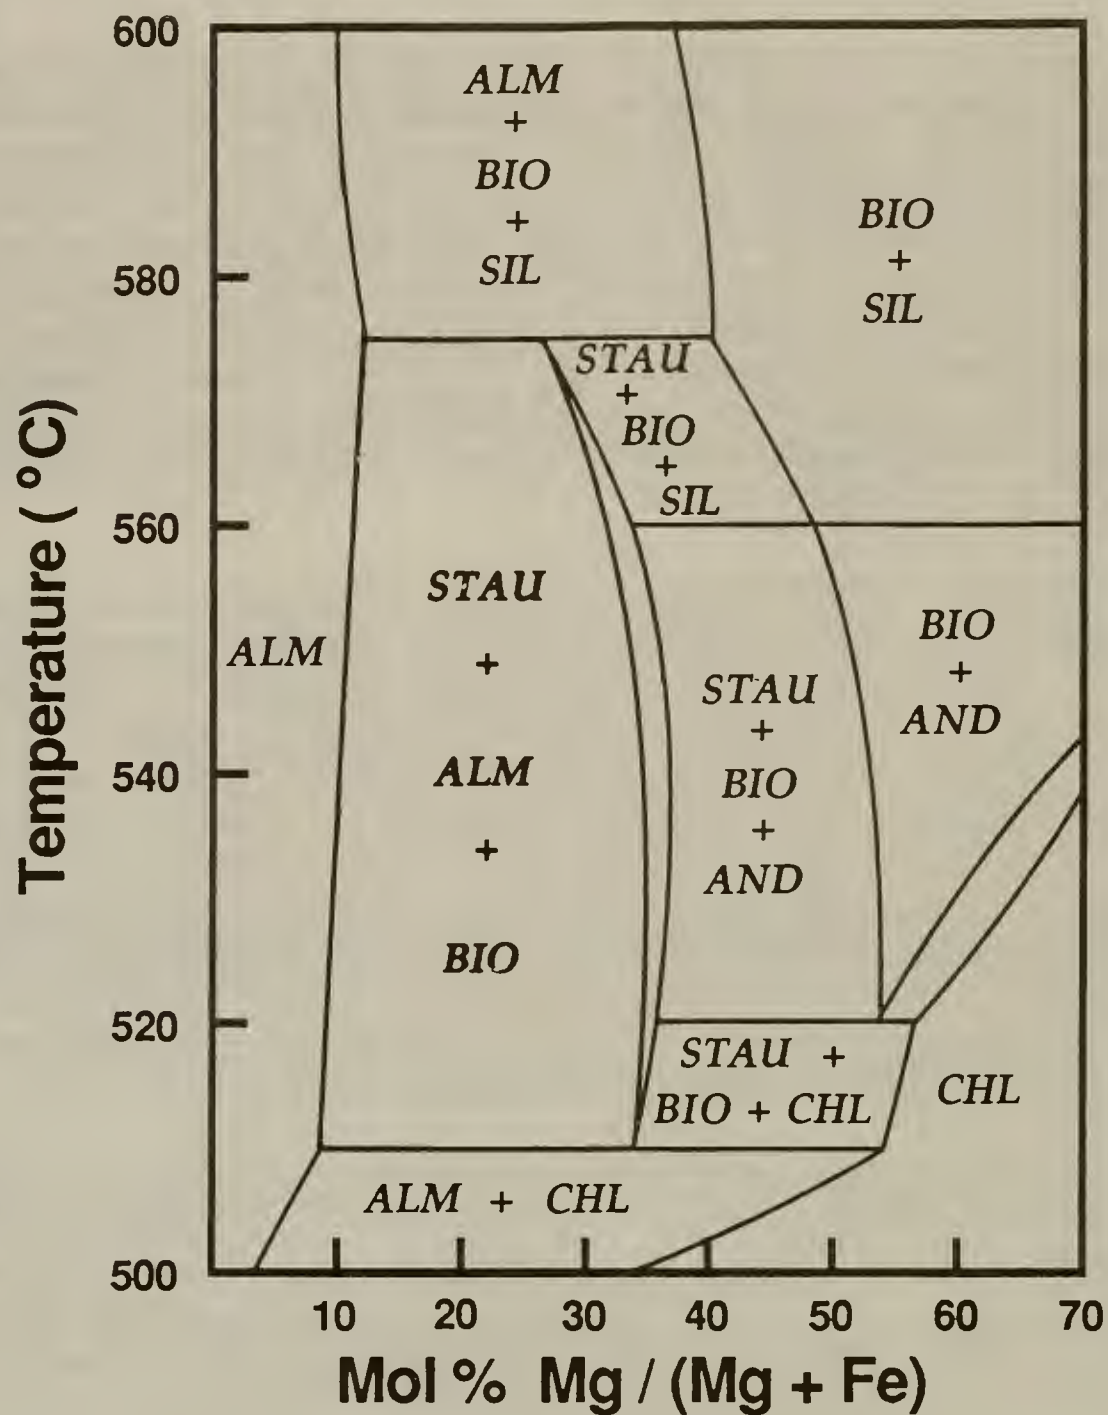 600
580
560
540
520
500
Temperature ( °C)
ALM
+
BIO
+
SIL
BIO
+
SIL
STAU
+
BIO
+
SIL
STAU
+
ALM
+
BIO
ALM
STAU
+
BIO
+
AND
BIO
+
AND
STAU +
BIO + CHL
CHL
ALM + CHL
10 20 30 40 50 60 70
Mol % Mg / (Mg + Fe)